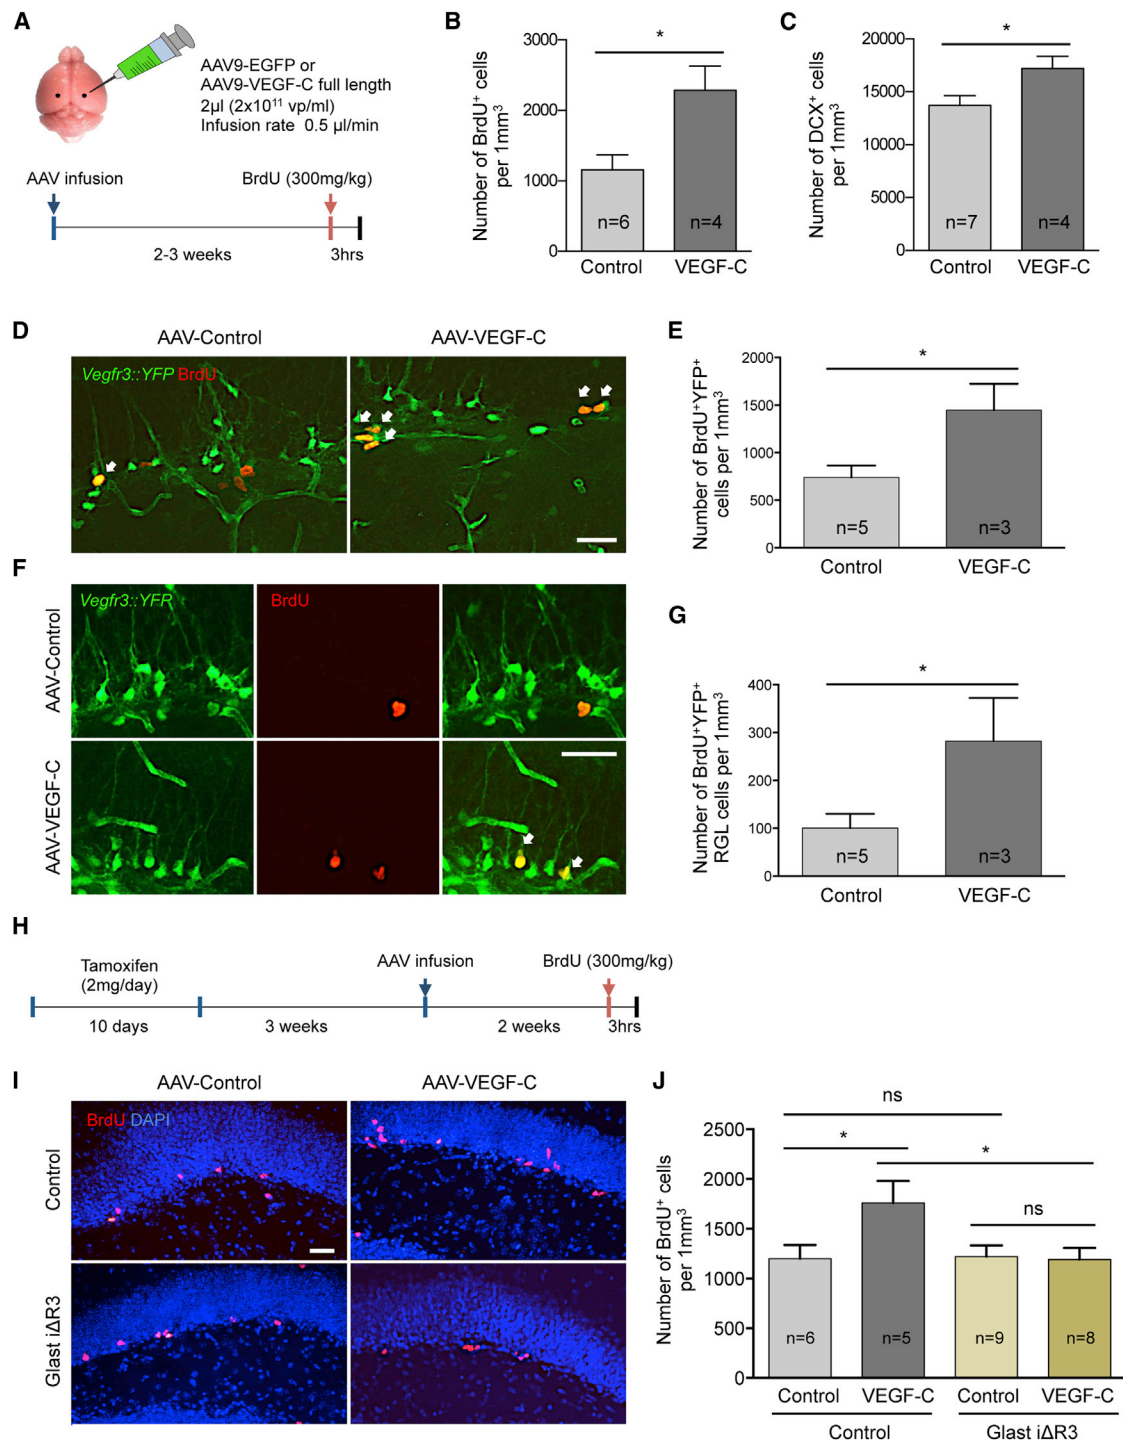 A
AAV9-EGFP or
AAV9-VEGF-C full length
2µl (2x10¹¹ vp/ml)
Infusion rate 0.5 µl/min
AAV infusion
BrdU (300mg/kg)
2-3 weeks
3hrs
B
Number of BrdU⁺ cells
per 1mm³
3000
2000
1000
0
*
n=6
n=4
Control
VEGF-C
C
Number of DCX⁺ cells
per 1mm³
20000
15000
10000
5000
0
*
n=7
n=4
Control
VEGF-C
D
AAV-Control
AAV-VEGF-C
Vegfr3::YFP BrdU
E
Number of BrdU⁺YFP⁺
cells per 1mm³
2000
1500
1000
500
0
*
n=5
n=3
Control
VEGF-C
F
AAV-Control
AAV-VEGF-C
Vegfr3::YFP
BrdU
G
Number of BrdU⁺YFP⁺
RGL cells per 1mm³
400
300
200
100
0
*
n=5
n=3
Control
VEGF-C
H
Tamoxifen
(2mg/day)
AAV infusion
BrdU (300mg/kg)
10 days
3 weeks
2 weeks
3hrs
I
AAV-Control
AAV-VEGF-C
BrdU DAPI
Control
Glast iΔR3
J
Number of BrdU⁺ cells
per 1mm³
2500
2000
1500
1000
500
0
ns
*
*
ns
n=6
n=5
n=9
n=8
Control
VEGF-C
Control
VEGF-C
Control
Glast iΔR3